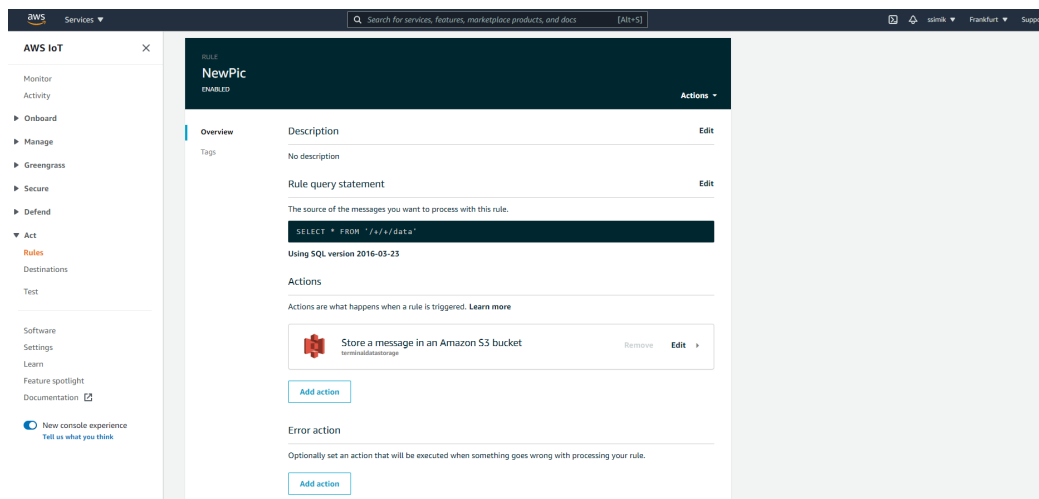 aws Services Search for services, features, marketplace products, and docs [Alt+S] ssimik Frankfurt Suppo
AWS IoT
Monitor
Activity
Onboard
Manage
Greengrass
Secure
Defend
Act
Rules
Destinations
Test
Software
Settings
Learn
Feature spotlight
Documentation
New console experience
Tell us what you think
RULE
NewPic
ENABLED
Actions
Overview
Tags
Description Edit
No description
Rule query statement Edit
The source of the messages you want to process with this rule.
SELECT * FROM '/+/+/data'
Using SQL version 2016-03-23
Actions
Actions are what happens when a rule is triggered. Learn more
Store a message in an Amazon S3 bucket
terminaldatastorage
Remove Edit
Add action
Error action
Optionally set an action that will be executed when something goes wrong with processing your rule.
Add action